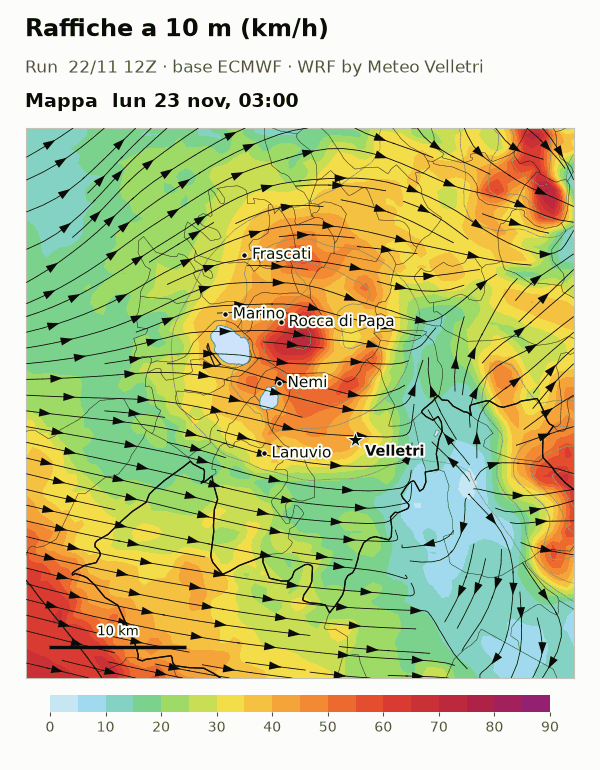 Raffiche a 10 m (km/h)
Run  22/11 12Z · base ECMWF · WRF by Meteo Velletri
Mappa  lun 23 nov, 03:00
Frascati
Marino
Rocca di Papa
Nemi
Velletri
Lanuvio
10 km
0 10 20 30 40 50 60 70 80 90